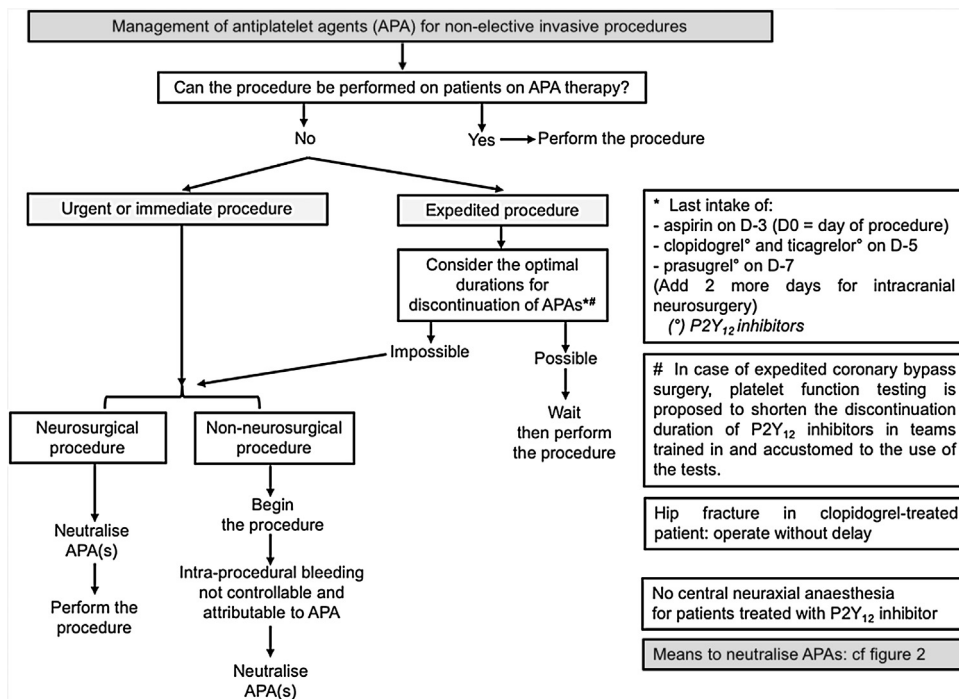 Management of antiplatelet agents (APA) for non-elective invasive procedures
Can the procedure be performed on patients on APA therapy?
No
Yes
Perform the procedure
Urgent or immediate procedure
Expedited procedure
Consider the optimal
durations for
discontinuation of APAs*#
Impossible
Possible
Wait
then perform
the procedure
Neurosurgical
procedure
Non-neurosurgical
procedure
Neutralise
APA(s)
Perform the
procedure
Begin
the procedure
Intra-procedural bleeding
not controllable and
attributable to APA
Neutralise
APA(s)
* Last intake of:
- aspirin on D-3 (D0 = day of procedure)
- clopidogrel° and ticagrelor° on D-5
- prasugrel° on D-7
(Add 2 more days for intracranial
neurosurgery)
(°) P2Y₁₂ inhibitors
# In case of expedited coronary bypass
surgery, platelet function testing is
proposed to shorten the discontinuation
duration of P2Y₁₂ inhibitors in teams
trained in and accustomed to the use of
the tests.
Hip fracture in clopidogrel-treated
patient: operate without delay
No central neuraxial anaesthesia
for patients treated with P2Y₁₂ inhibitor
Means to neutralise APAs: cf figure 2